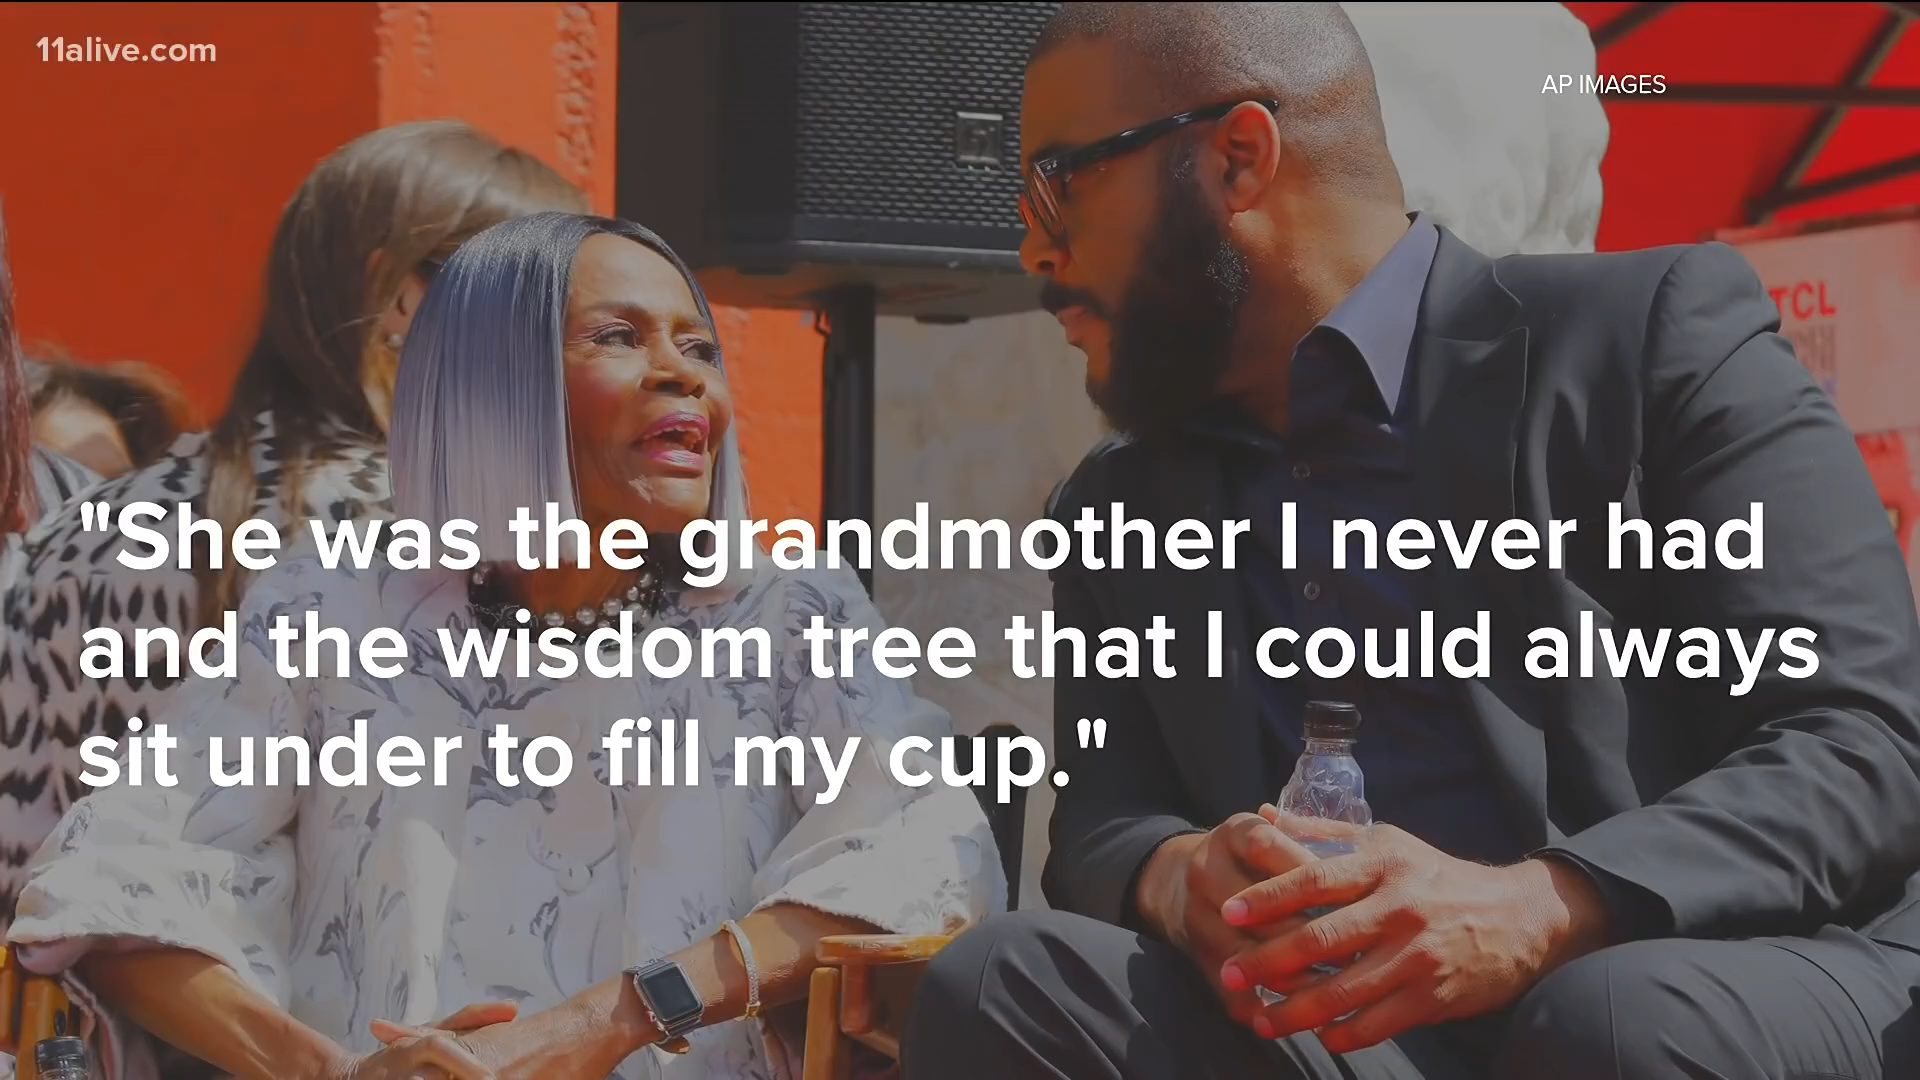 11alive.com
AP IMAGES
TCL
"She was the grandmother I never had
and the wisdom tree that I could always
sit under to fill my cup."